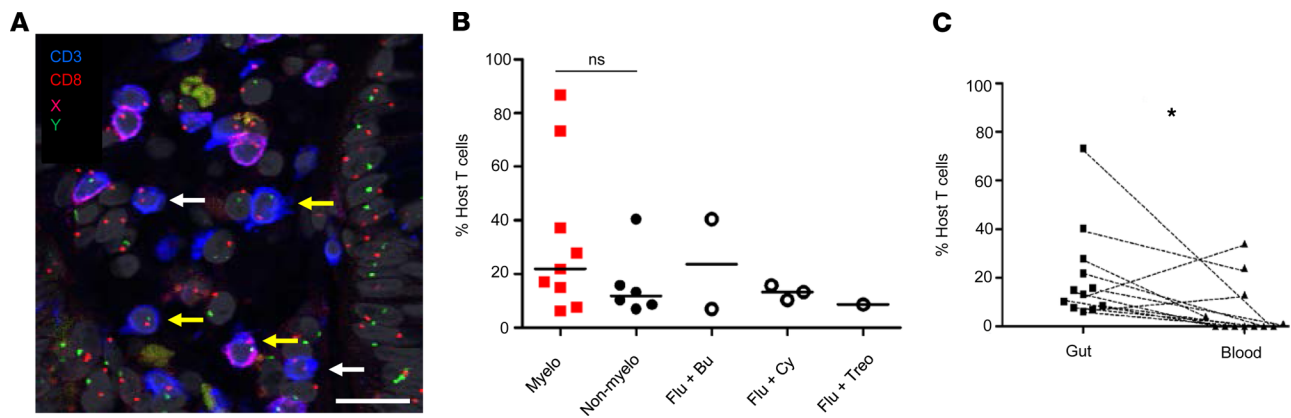 A
CD3
CD8
X
Y
B
% Host T cells
100
80
60
40
20
0
ns
Myelo
Non-myelo
Flu + Bu
Flu + Cy
Flu + Treo
C
% Host T cells
100
80
60
40
20
0
*
Gut
Blood